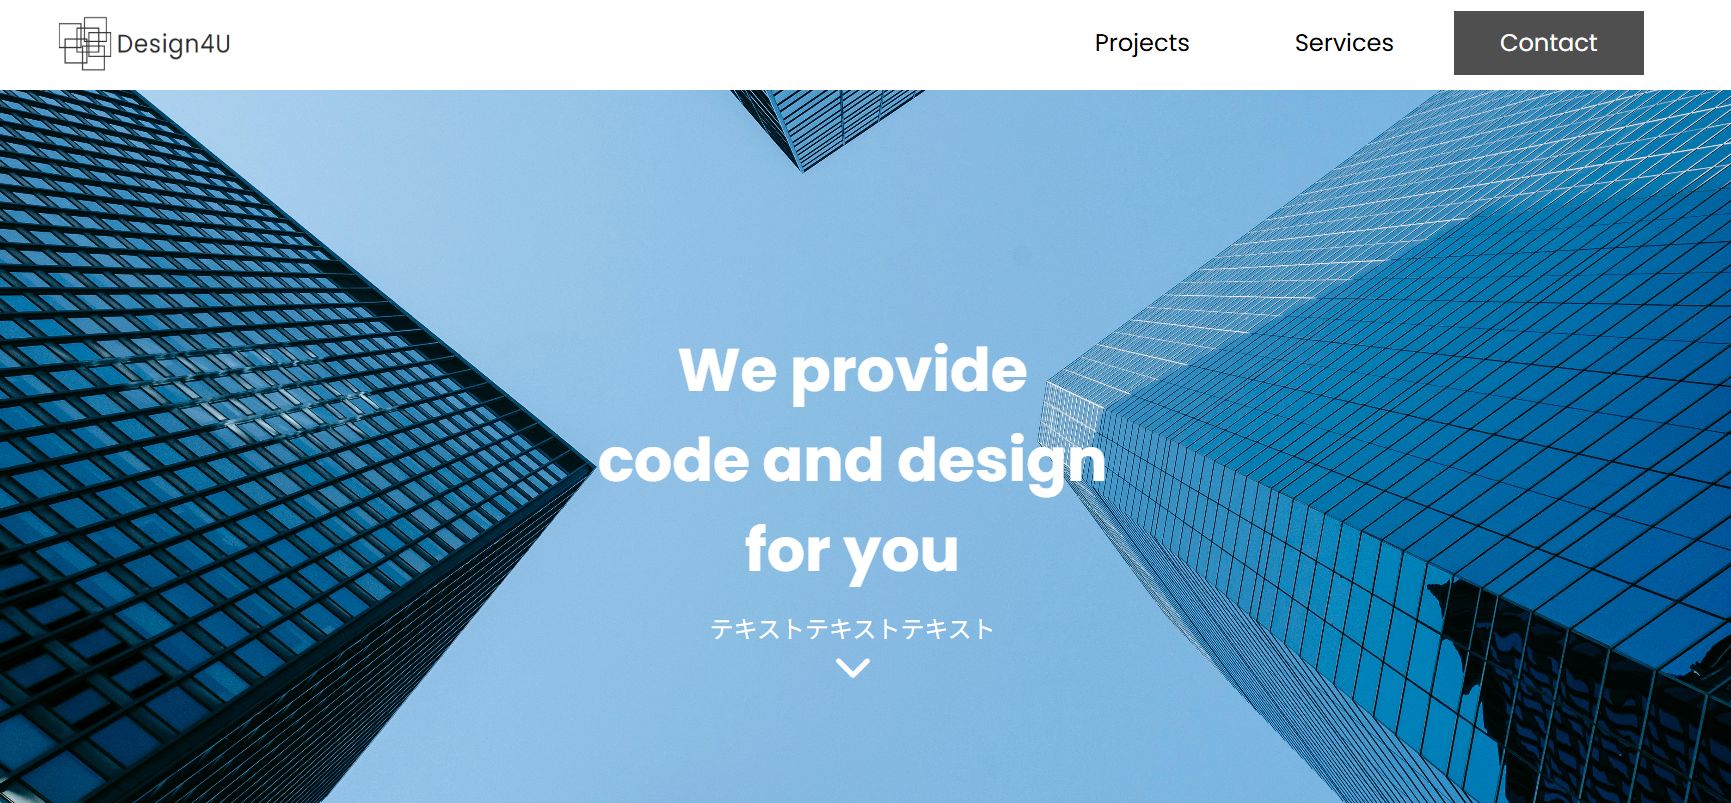 Design4U
Projects
Services
Contact
We provide
code and design
for you
テキストテキストテキスト